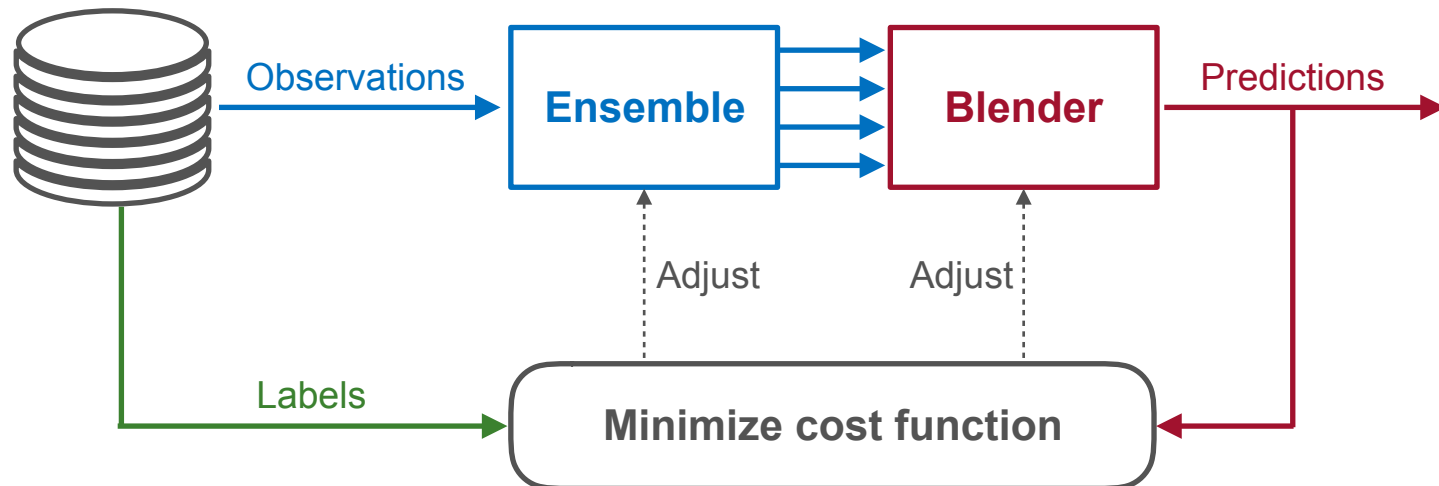 Observations
Ensemble
Blender
Predictions
Adjust
Adjust
Labels
Minimize cost function